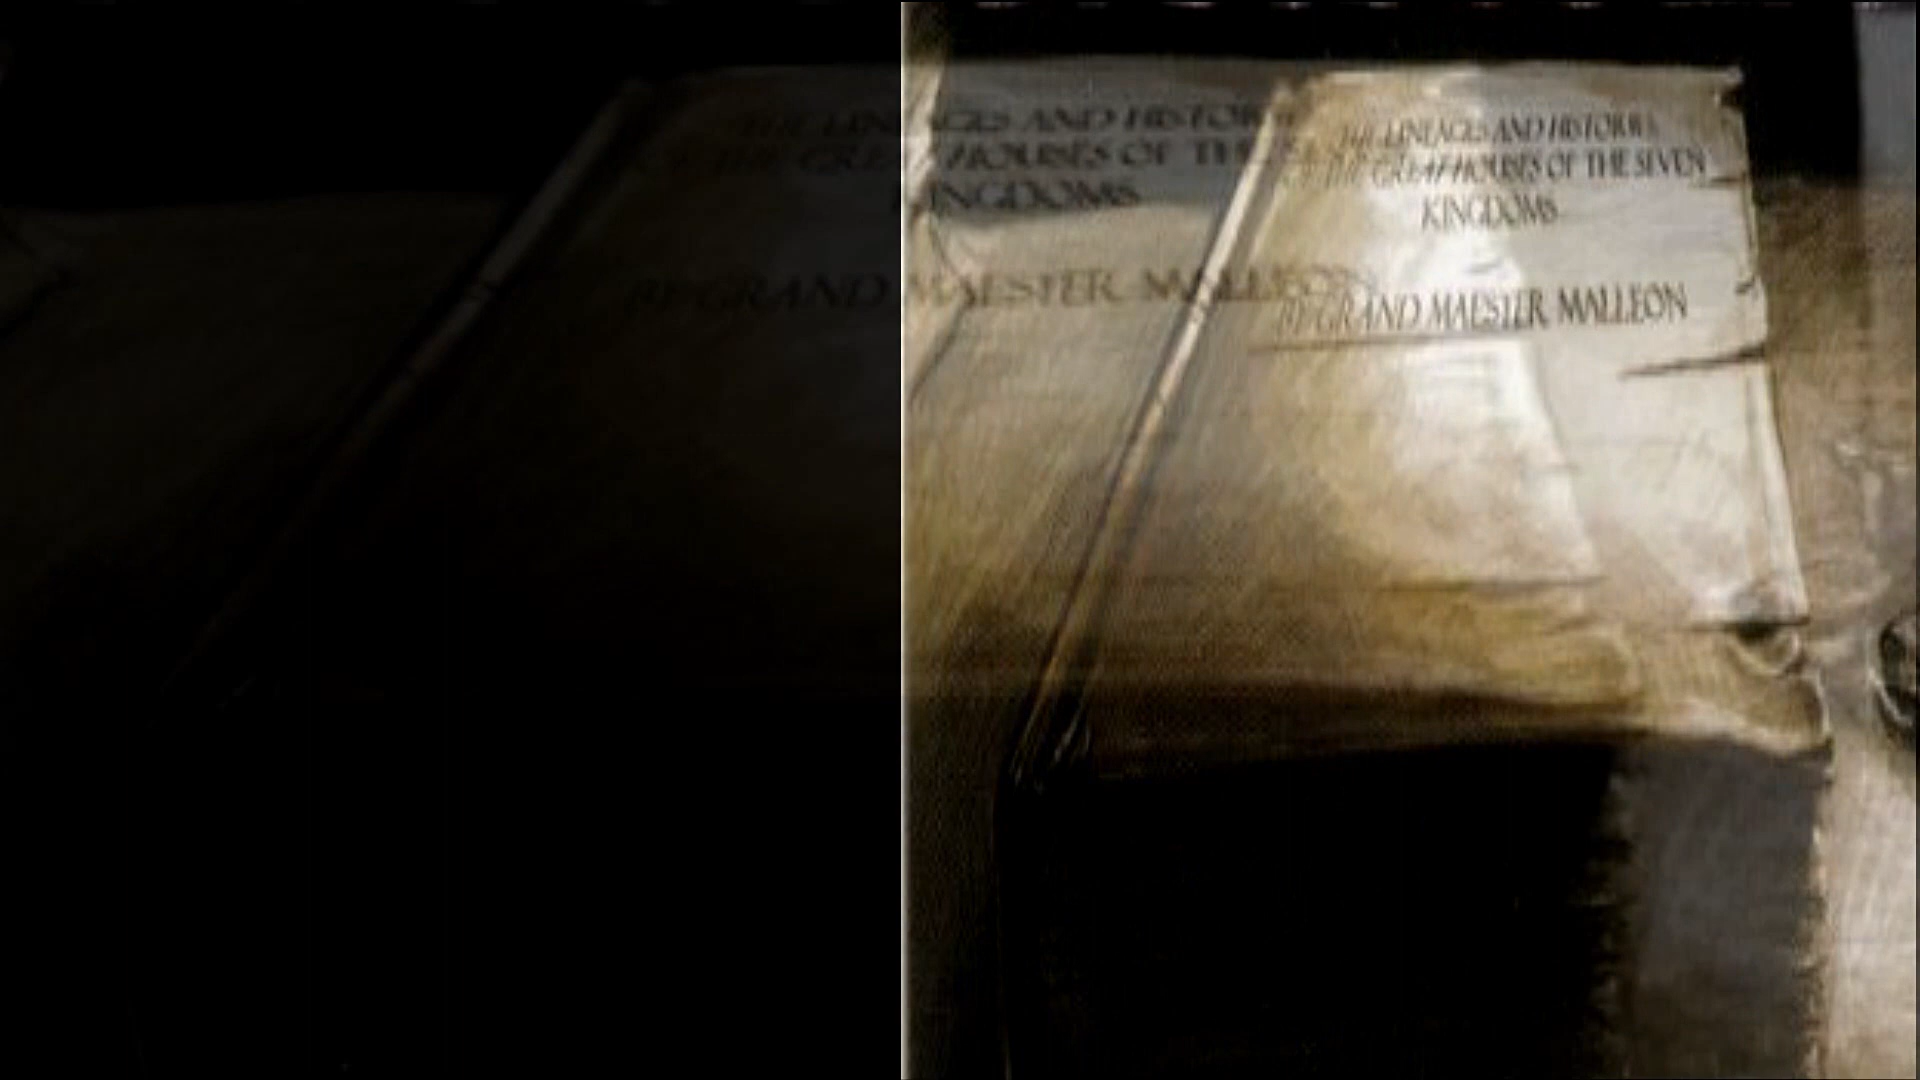 THE LINEAGES AND HISTORIES
OF THE GREAT HOUSES OF THE SEVEN
KINGDOMS
BY GRAND MAESTER MALLEON